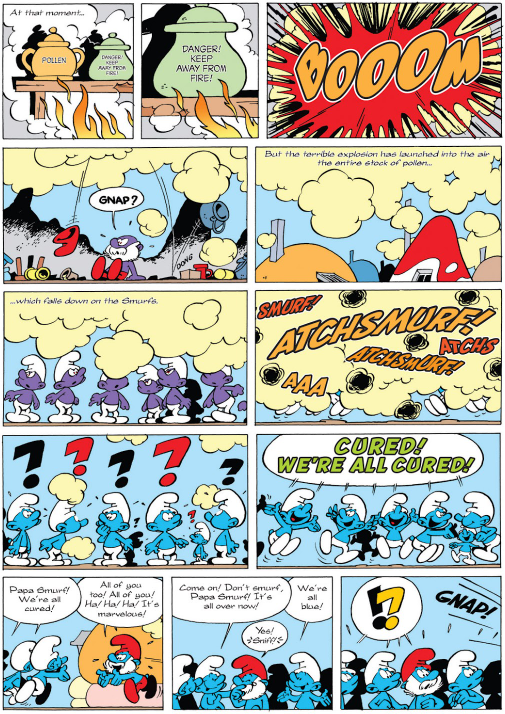 At that moment...
POLLEN
DANGER!
KEEP
AWAY FROM
FIRE!
DANGER!
KEEP
AWAY FROM
FIRE!
BOOOM
GNAP?
DONG
But the terrible explosion has launched into the air
the entire stock of pollen...
...which falls down on the Smurfs.
SMURF!
ATCHSMURF!
ATCHS
ATCHSMURF!
AAA
? ? ? ? ?
?
CURED!
WE'RE ALL CURED!
Papa Smurf!
We're all
cured!
All of you
too! All of you!
Ha! Ha! Ha! It's
marvelous!
Come on! Don't smurf,
Papa Smurf! It's
all over now!
Yes!
Sniff!
We're
all
blue!
!?
GNAP!